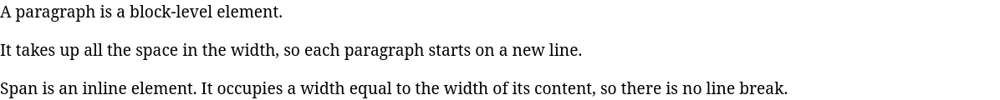 A paragraph is a block-level element.
It takes up all the space in the width, so each paragraph starts on a new line.
Span is an inline element. It occupies a width equal to the width of its content, so there is no line break.